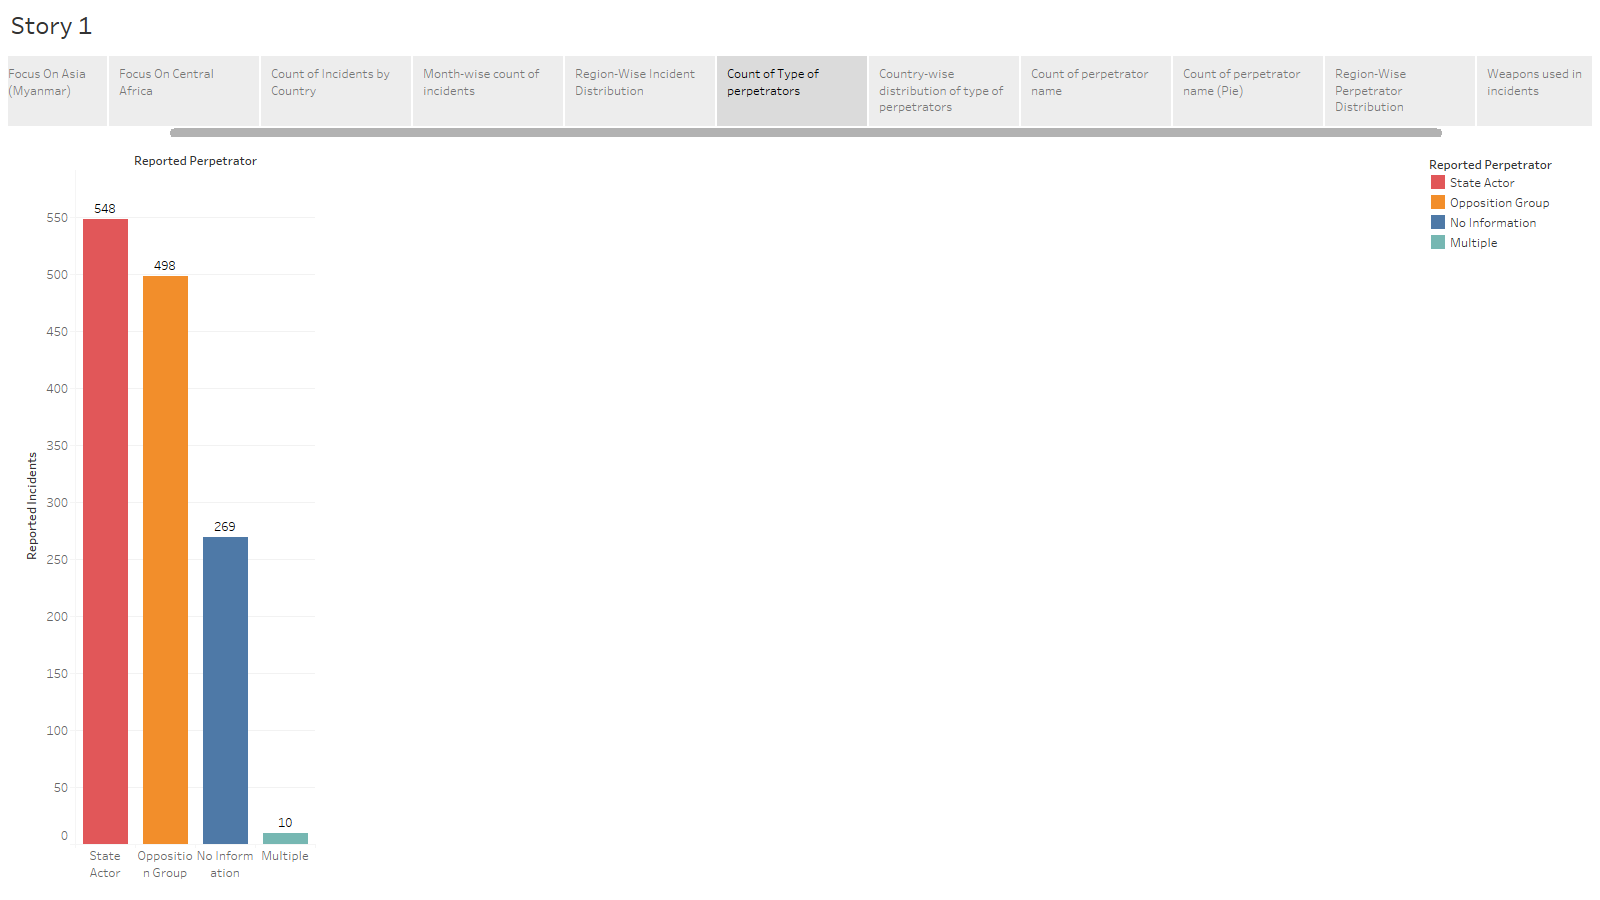 Story 1
Focus On Asia
(Myanmar)
Focus On Central
Africa
Count of Incidents by
Country
Month-wise count of
incidents
Region-Wise Incident
Distribution
Count of Type of
perpetrators
Country-wise
distribution of type of
perpetrators
Count of perpetrator
name
Count of perpetrator
name (Pie)
Region-Wise
Perpetrator
Distribution
Weapons used in
incidents
Reported Perpetrator
Reported Incidents
550
500
450
400
350
300
250
200
150
100
50
0
548
498
269
10
State
Actor
Oppositio
n Group
No Inform
ation
Multiple
Reported Perpetrator
State Actor
Opposition Group
No Information
Multiple